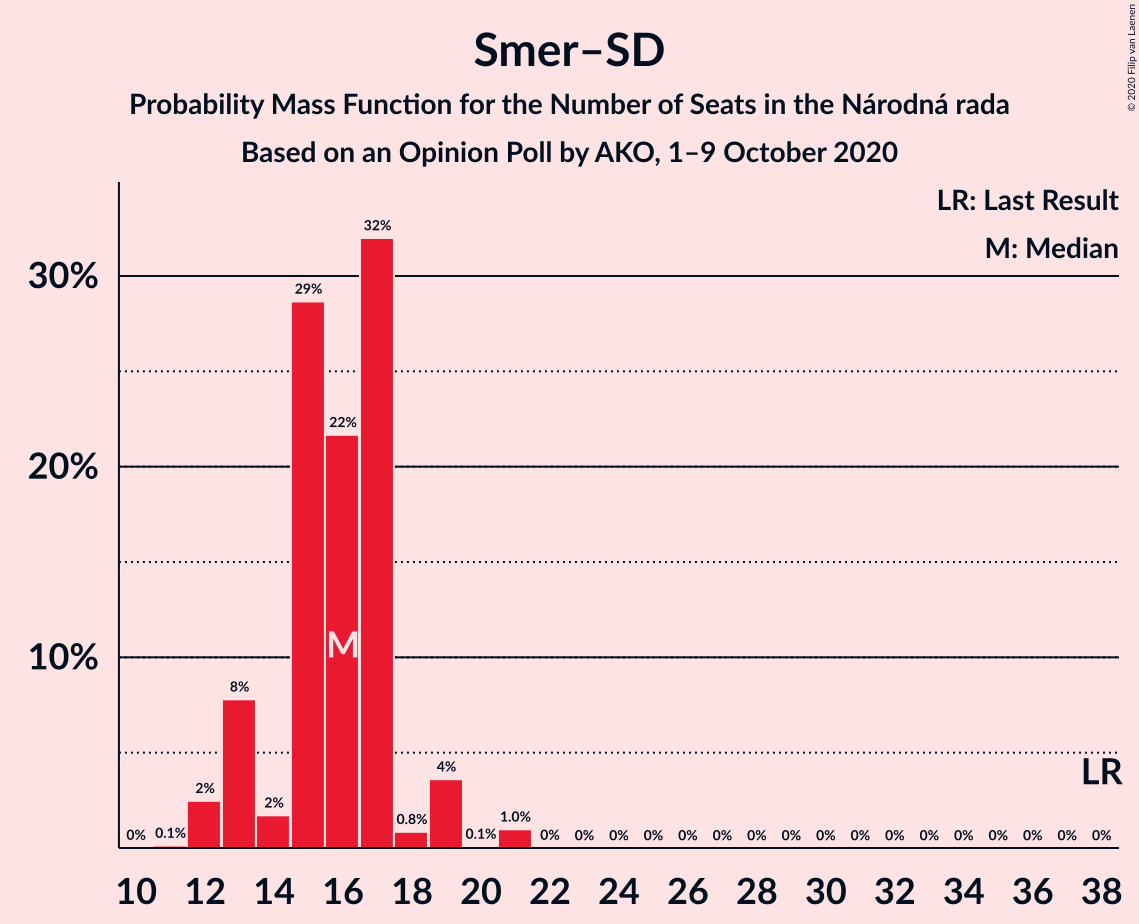 Smer–SD
Probability Mass Function for the Number of Seats in the Národná rada
Based on an Opinion Poll by AKO, 1–9 October 2020
© 2020 Filip van Laenen
LR: Last Result
M: Median
30%
20%
10%
0% 0.1% 2% 8% 2% 29% 22% 32% 0.8% 4% 0.1% 1.0% 0% 0% 0% 0% 0% 0% 0% 0% 0% 0% 0% 0% 0% 0% 0% 0% 0%
M
LR
10 12 14 16 18 20 22 24 26 28 30 32 34 36 38